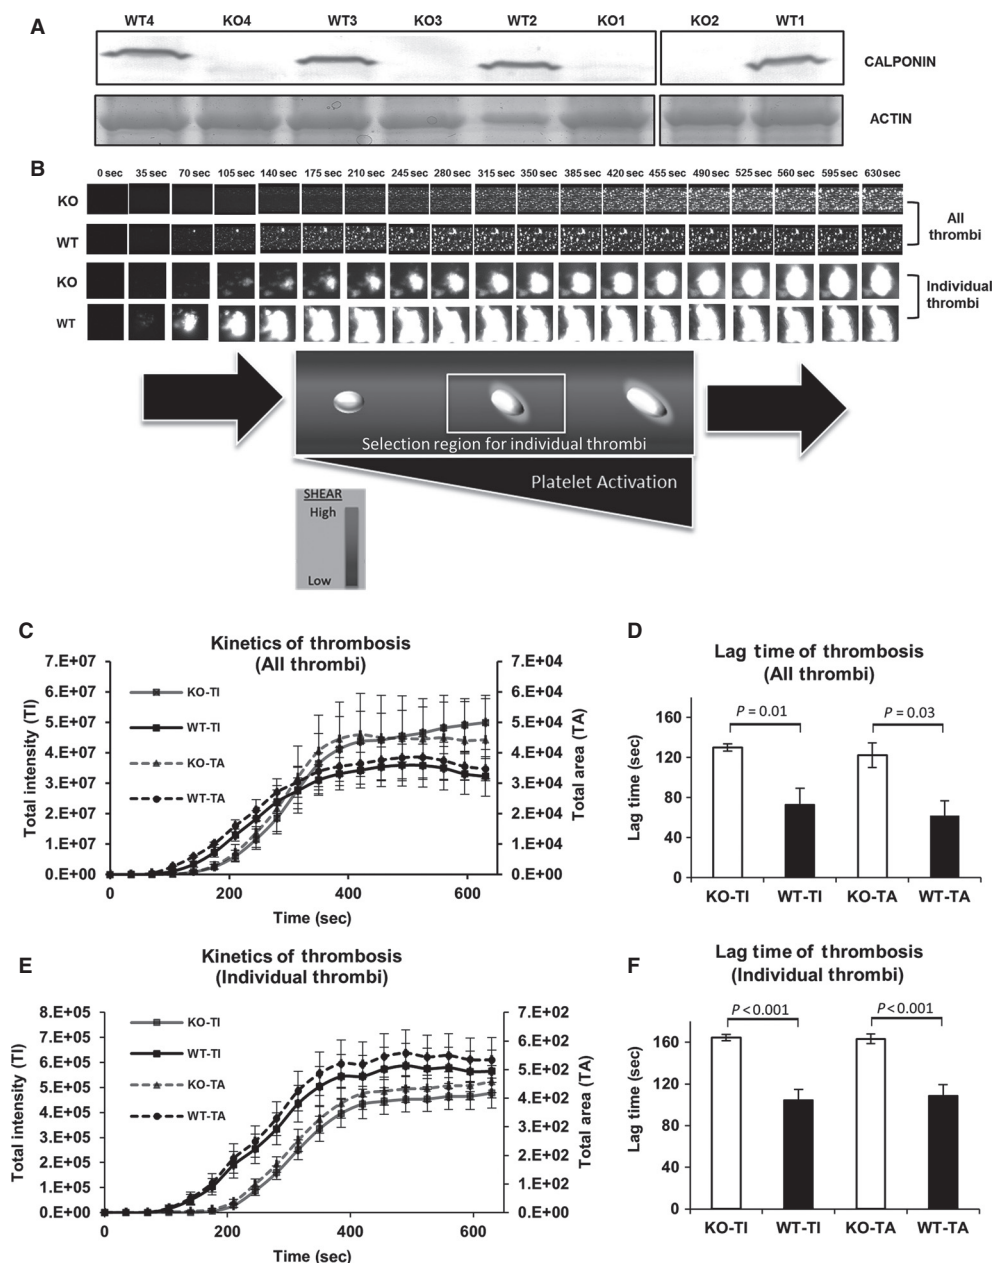 A
WT4 KO4 WT3 KO3 WT2 KO1 KO2 WT1
CALPONIN
ACTIN
B
0 sec 35 sec 70 sec 105 sec 140 sec 175 sec 210 sec 245 sec 280 sec 315 sec 350 sec 385 sec 420 sec 455 sec 490 sec 525 sec 560 sec 595 sec 630 sec
KO
WT
All
thrombi
KO
WT
Individual
thrombi
Selection region for individual thrombi
Platelet Activation
SHEAR
High
Low
C
Kinetics of thrombosis
(All thrombi)
Total intensity (TI)
7.E+07
6.E+07
5.E+07
4.E+07
3.E+07
2.E+07
1.E+07
0.E+00
KO-TI
WT-TI
KO-TA
WT-TA
7.E+04
6.E+04
5.E+04
4.E+04
3.E+04
2.E+04
1.E+04
0.E+00
Total area (TA)
0 200 400 600
Time (sec)
D
Lag time of thrombosis
(All thrombi)
Lag time (sec)
160
120
80
40
0
P = 0.01
P = 0.03
KO-TI WT-TI KO-TA WT-TA
E
Kinetics of thrombosis
(Individual thrombi)
Total intensity (TI)
8.E+05
7.E+05
6.E+05
5.E+05
4.E+05
3.E+05
2.E+05
1.E+05
0.E+00
KO-TI
WT-TI
KO-TA
WT-TA
7.E+02
6.E+02
5.E+02
4.E+02
3.E+02
2.E+02
1.E+02
0.E+00
Total area (TA)
0 200 400 600
Time (sec)
F
Lag time of thrombosis
(Individual thrombi)
Lag time (sec)
160
120
80
40
0
P < 0.001
P < 0.001
KO-TI WT-TI KO-TA WT-TA